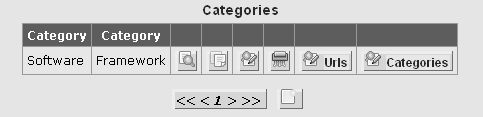 Categories
Category Category
Software Framework Urls Categories
<< < 1 > >>